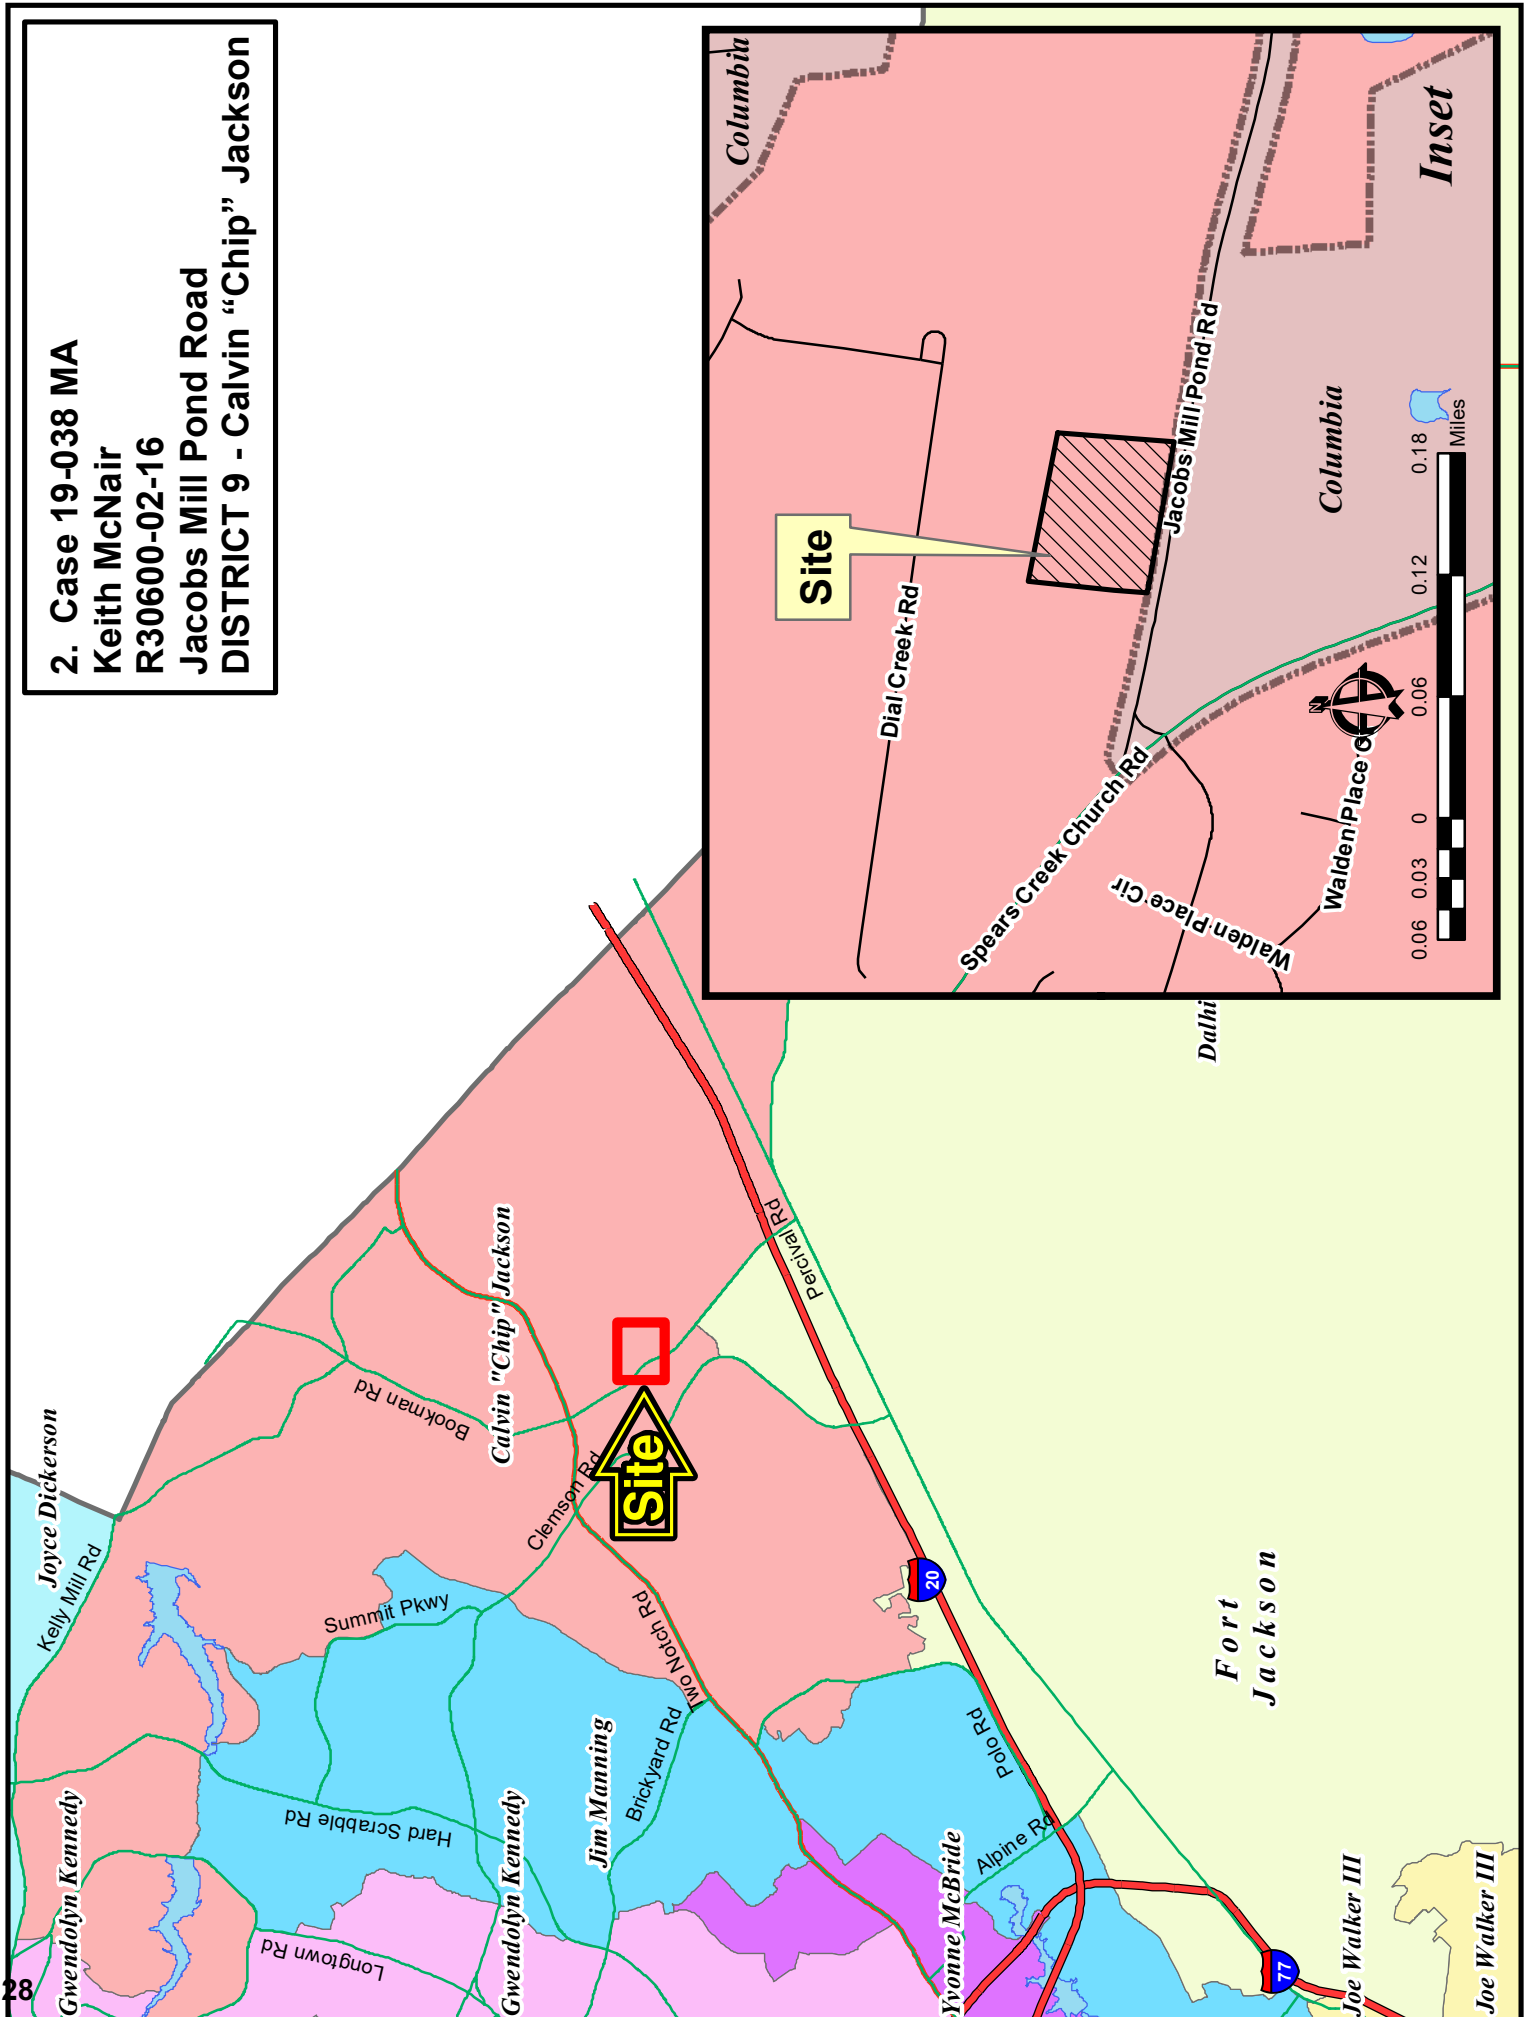 2. Case 19-038 MA
Keith McNair
R30600-02-16
Jacobs Mill Pond Road
DISTRICT 9 - Calvin “Chip” Jackson
Joyce Dickerson
Kelly Mill Rd
Gwendolyn Kennedy
Summit Pkwy
Hard Scrabble Rd
Longtown Rd
Bookman Rd
Calvin "Chip" Jackson
Clemson Rd
Site
Gwendolyn Kennedy
Jim Manning
Brickyard Rd
Two Notch Rd
Percival Rd
20
Polo Rd
Alpine Rd
Yvonne McBride
Fort
Jackson
Dalhi
77
Joe Walker III
Joe Walker III
Columbia
Site
Dial Creek Rd
Jacobs Mill Pond Rd
Spears Creek Church Rd
Walden Place Cir
Walden Place C
Columbia
Inset
N
0.06 0.03 0 0.06 0.12 0.18
Miles
28